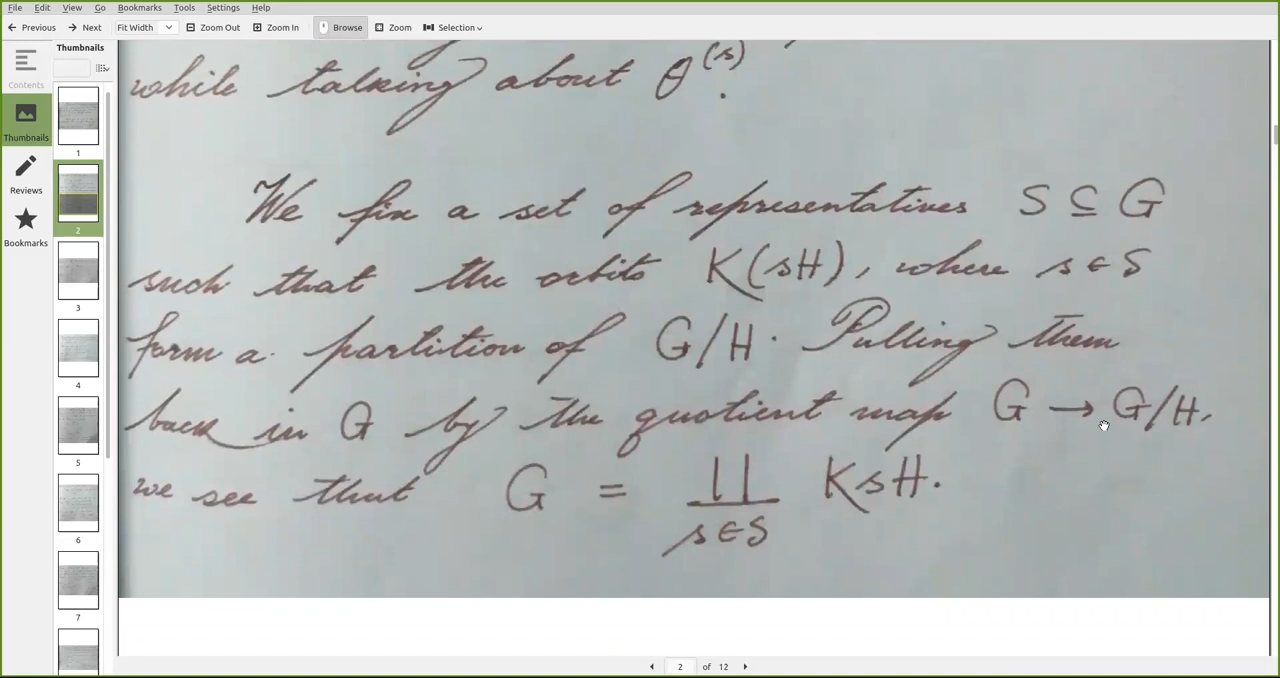 File Edit View Go Bookmarks Tools Settings Help
Previous Next Fit Width Zoom Out Zoom In Browse Zoom Selection
Thumbnails
Contents
Thumbnails
Reviews
Bookmarks
1
2
3
4
5
6
7
while talking about θ^(s).
We fix a set of representatives S ⊆ G
such that the orbits K(sH), where s ∈ S
form a partition of G/H. Pulling them
back in G by the quotient map G → G/H,
we see that G = ∐_{s∈S} KsH.
2 of 12